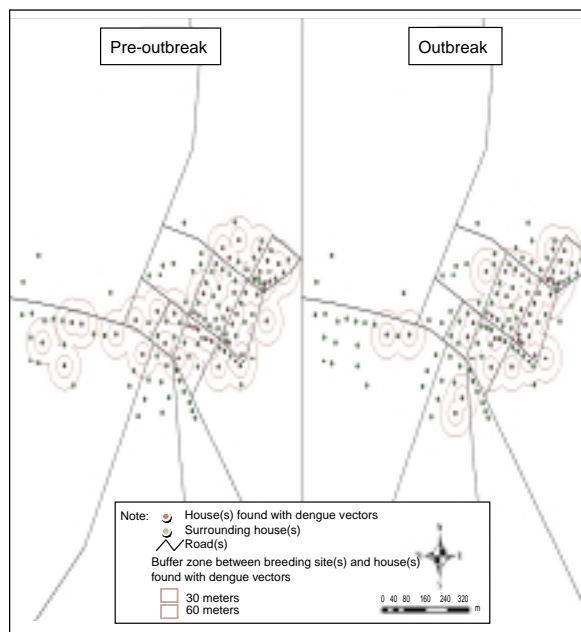 Pre-outbreak
Outbreak
Note: House(s) found with dengue vectors
Surrounding house(s)
Road(s)
Buffer zone between breeding site(s) and house(s)
found with dengue vectors
30 meters
60 meters
N
W E
S
0 40 80 160 240 320
m